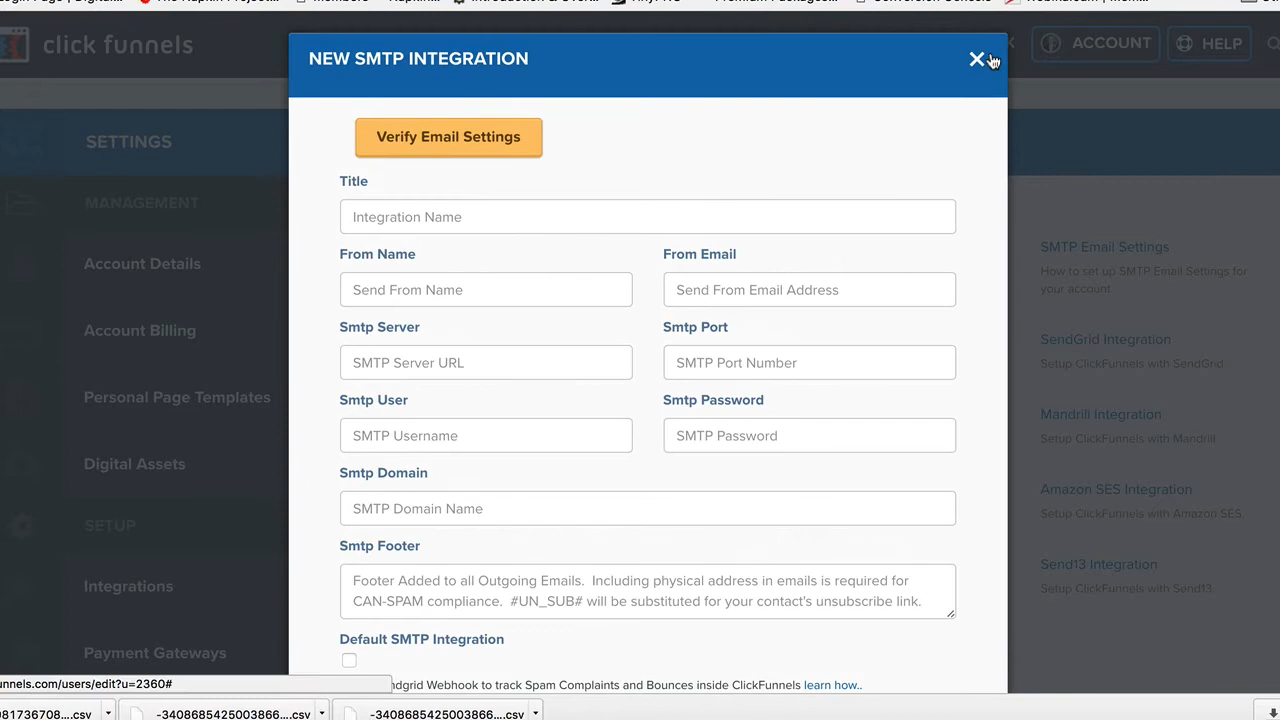 click funnels
NEW SMTP INTEGRATION
ACCOUNT
HELP
Verify Email Settings
SETTINGS
MANAGEMENT
Account Details
Account Billing
Personal Page Templates
Digital Assets
SETUP
Integrations
Payment Gateways
Title
Integration Name
From Name
From Email
Send From Name
Send From Email Address
Smtp Server
Smtp Port
SMTP Server URL
SMTP Port Number
Smtp User
Smtp Password
SMTP Username
SMTP Password
Smtp Domain
SMTP Domain Name
Smtp Footer
Footer Added to all Outgoing Emails. Including physical address in emails is required for
CAN-SPAM compliance. #UN_SUB# will be substituted for your contact's unsubscribe link.
Default SMTP Integration
ndgrid Webhook to track Spam Complaints and Bounces inside ClickFunnels learn how..
SMTP Email Settings
How to set up SMTP Email Settings for
your account
SendGrid Integration
Setup ClickFunnels with SendGrid
Mandrill Integration
Setup ClickFunnels with Mandrill
Amazon SES Integration
Setup ClickFunnels with Amazon SES.
Send13 Integration
Setup ClickFunnels with Send13.
unnels.com/users/edit?u=2360#
081736708....csv
-3408685425003866....csv
-3408685425003866....csv